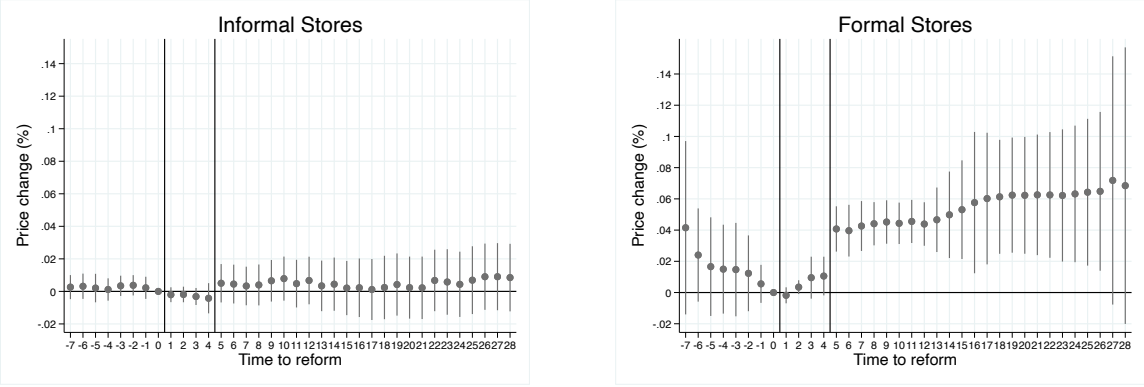 Informal Stores
Price change (%)
.14
.12
.1
.08
.06
.04
.02
0
-.02
-7 -6 -5 -4 -3 -2 -1 0 1 2 3 4 5 6 7 8 9 10 11 12 13 14 15 16 17 18 19 20 21 22 23 24 25 26 27 28
Time to reform
Formal Stores
Price change (%)
.14
.12
.1
.08
.06
.04
.02
0
-.02
-7 -6 -5 -4 -3 -2 -1 0 1 2 3 4 5 6 7 8 9 10 11 12 13 14 15 16 17 18 19 20 21 22 23 24 25 26 27 28
Time to reform